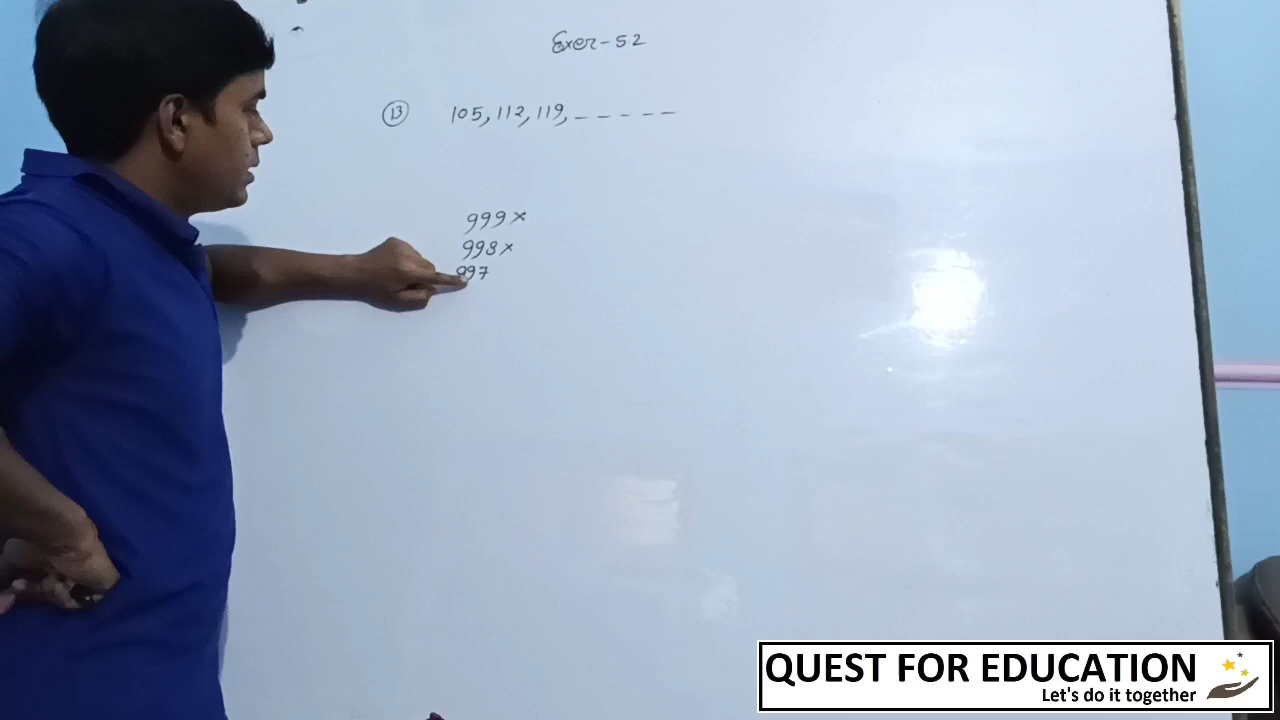 Exer-52
13 105, 112, 119, _ _ _ _ _
999 ×
998 ×
997
QUEST FOR EDUCATION
Let's do it together